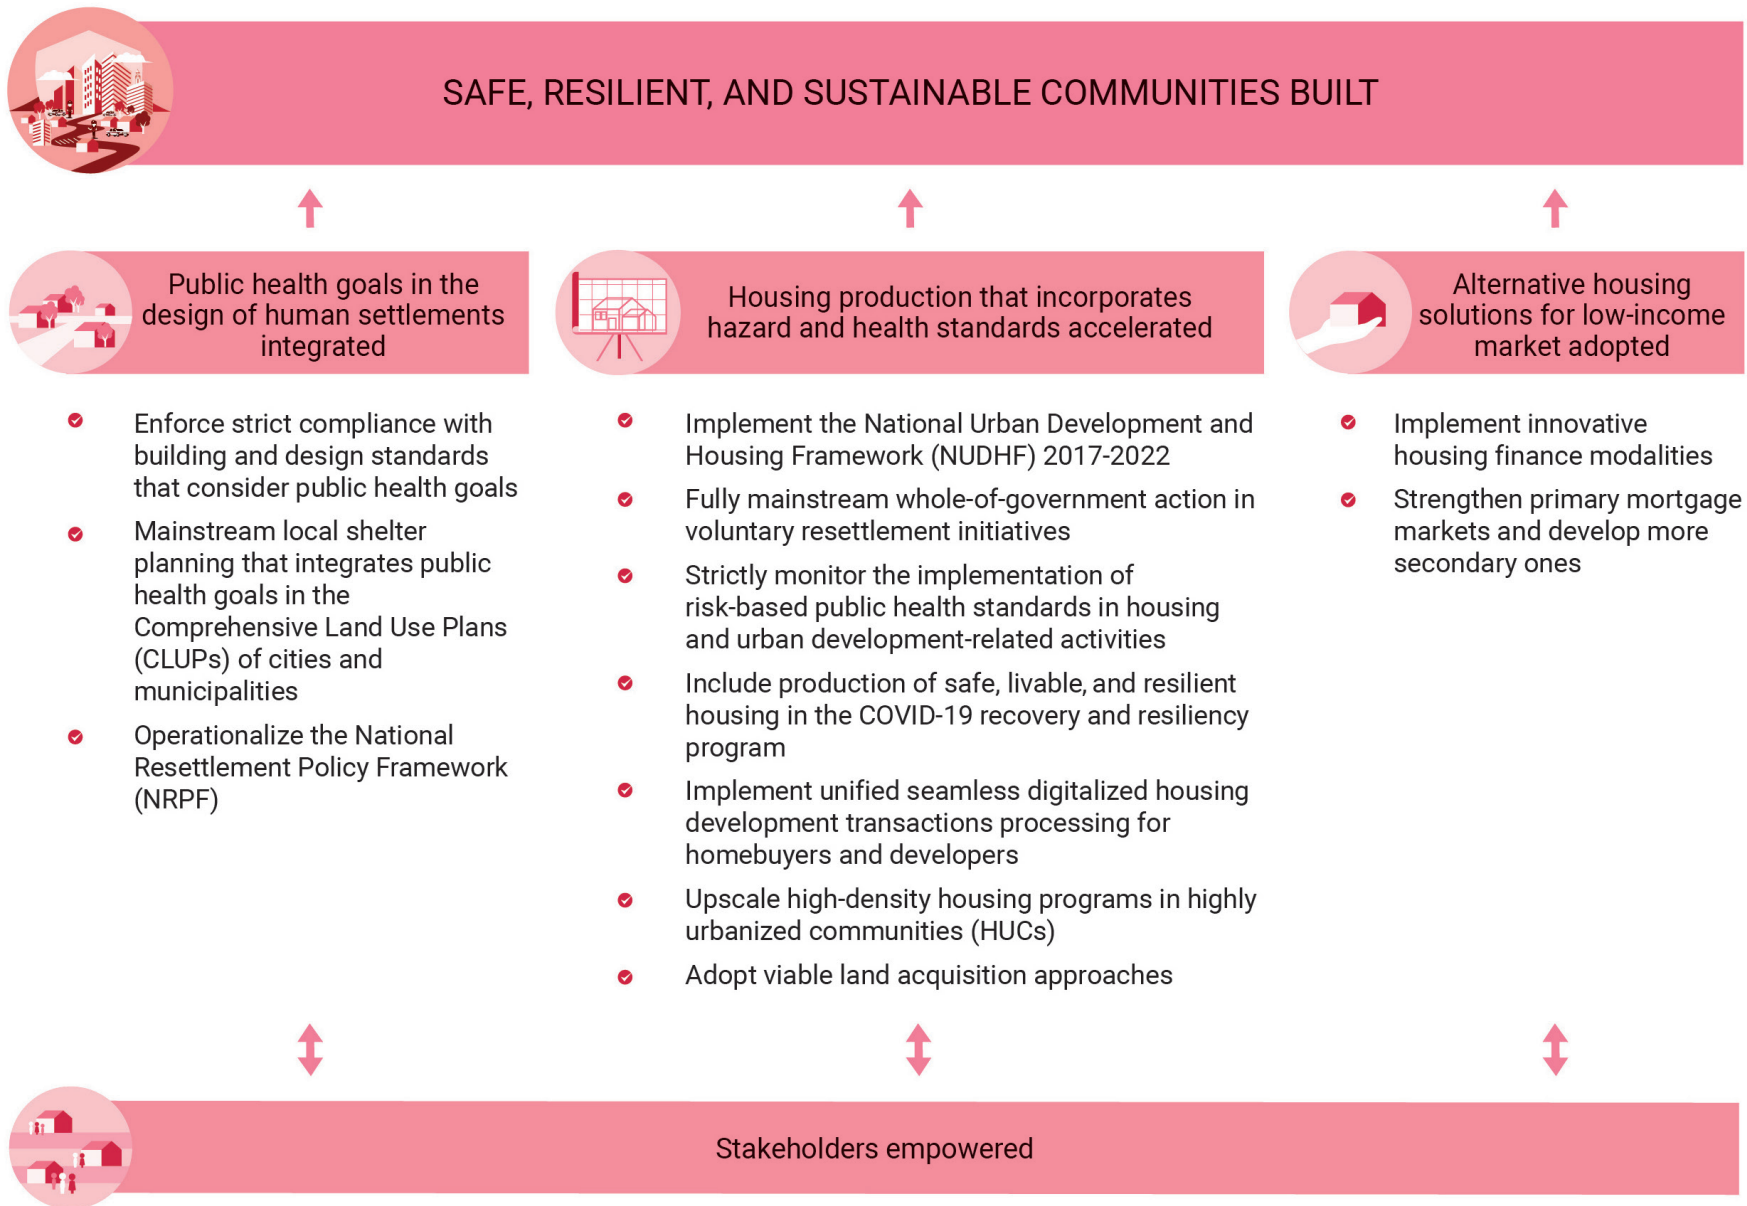 SAFE, RESILIENT, AND SUSTAINABLE COMMUNITIES BUILT
Public health goals in the
design of human settlements
integrated
Enforce strict compliance with
building and design standards
that consider public health goals
Mainstream local shelter
planning that integrates public
health goals in the
Comprehensive Land Use Plans
(CLUPs) of cities and
municipalities
Operationalize the National
Resettlement Policy Framework
(NRPF)
Housing production that incorporates
hazard and health standards accelerated
Implement the National Urban Development and
Housing Framework (NUDHF) 2017-2022
Fully mainstream whole-of-government action in
voluntary resettlement initiatives
Strictly monitor the implementation of
risk-based public health standards in housing
and urban development-related activities
Include production of safe, livable, and resilient
housing in the COVID-19 recovery and resiliency
program
Implement unified seamless digitalized housing
development transactions processing for
homebuyers and developers
Upscale high-density housing programs in highly
urbanized communities (HUCs)
Adopt viable land acquisition approaches
Alternative housing
solutions for low-income
market adopted
Implement innovative
housing finance modalities
Strengthen primary mortgage
markets and develop more
secondary ones
Stakeholders empowered